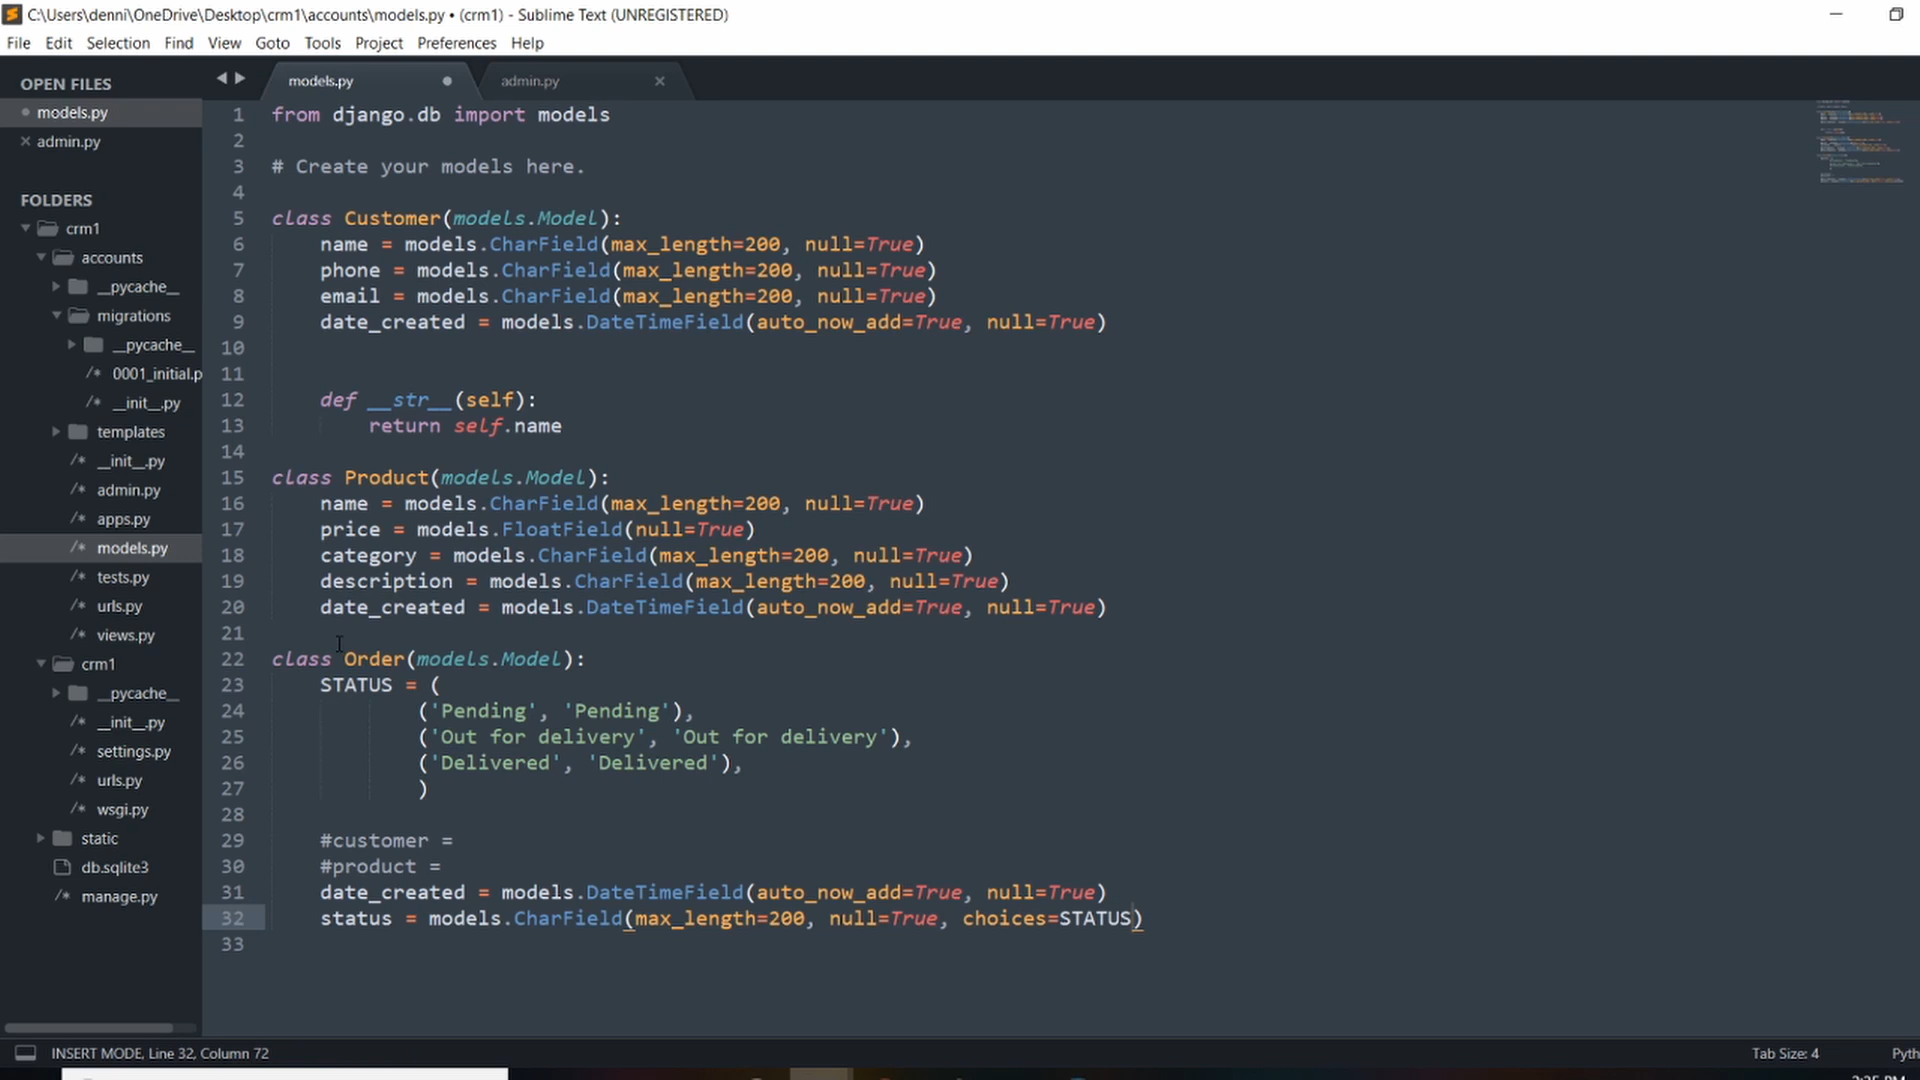 C:\Users\denni\OneDrive\Desktop\crm1\accounts\models.py • (crm1) - Sublime Text (UNREGISTERED)
File Edit Selection Find View Goto Tools Project Preferences Help
OPEN FILES
models.py
admin.py
FOLDERS
crm1
accounts
__pycache__
migrations
__pycache__
0001_initial.p
__init__.py
templates
__init__.py
admin.py
apps.py
models.py
tests.py
urls.py
views.py
crm1
__pycache__
__init__.py
settings.py
urls.py
wsgi.py
static
db.sqlite3
manage.py
models.py admin.py
1 from django.db import models
2
3 # Create your models here.
4
5 class Customer(models.Model):
6 name = models.CharField(max_length=200, null=True)
7 phone = models.CharField(max_length=200, null=True)
8 email = models.CharField(max_length=200, null=True)
9 date_created = models.DateTimeField(auto_now_add=True, null=True)
10
11
12 def __str__(self):
13 return self.name
14
15 class Product(models.Model):
16 name = models.CharField(max_length=200, null=True)
17 price = models.FloatField(null=True)
18 category = models.CharField(max_length=200, null=True)
19 description = models.CharField(max_length=200, null=True)
20 date_created = models.DateTimeField(auto_now_add=True, null=True)
21
22 class Order(models.Model):
23 STATUS = (
24 ('Pending', 'Pending'),
25 ('Out for delivery', 'Out for delivery'),
26 ('Delivered', 'Delivered'),
27 )
28
29 #customer =
30 #product =
31 date_created = models.DateTimeField(auto_now_add=True, null=True)
32 status = models.CharField(max_length=200, null=True, choices=STATUS)
33
INSERT MODE, Line 32, Column 72
Tab Size: 4
Pyth